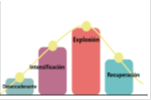 Desencadenante
Intensificación
Explosión
Recuperación